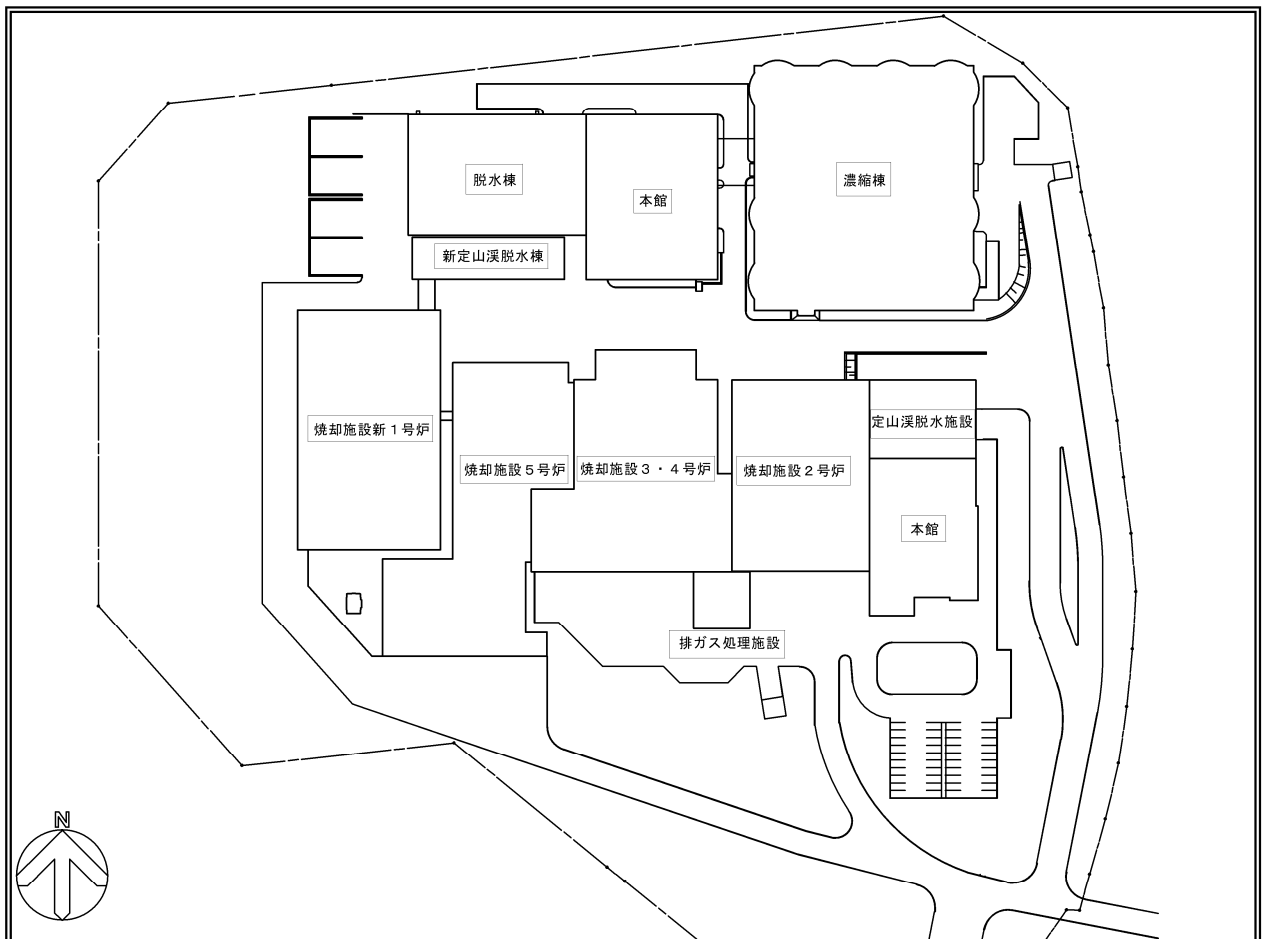 脱水棟
濃縮棟
本館
新定山渓脱水棟
定山渓脱水施設
焼却施設新１号炉
焼却施設５号炉
焼却施設３・４号炉
焼却施設２号炉
本館
排ガス処理施設
N